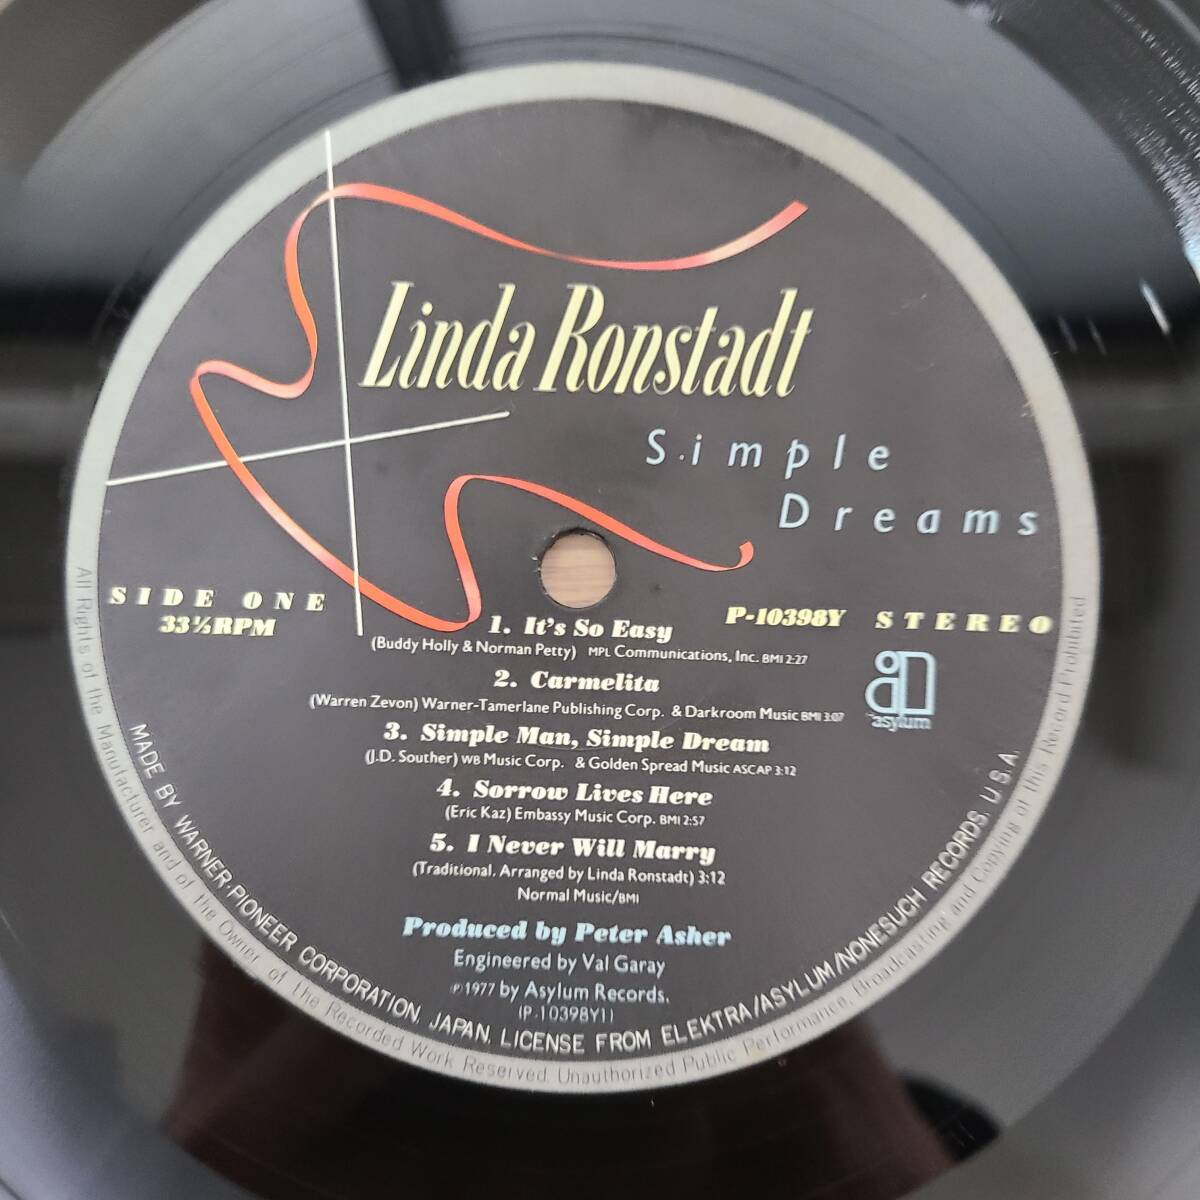 Linda Ronstadt
Simple
Dreams
SIDE ONE
33⅓RPM
P-10398Y STEREO
asylum
1. It's So Easy
(Buddy Holly & Norman Petty) MPL Communications, Inc. BMI 2:27
2. Carmelita
(Warren Zevon) Warner-Tamerlane Publishing Corp. & Darkroom Music BMI 3:07
3. Simple Man, Simple Dream
(J.D. Souther) WB Music Corp. & Golden Spread Music ASCAP 3:12
4. Sorrow Lives Here
(Eric Kaz) Embassy Music Corp. BMI 2:57
5. I Never Will Marry
(Traditional, Arranged by Linda Ronstadt) 3:12
Normal Music/BMI
Produced by Peter Asher
Engineered by Val Garay
℗1977 by Asylum Records.
(P-10398Y1)
MADE BY WARNER-PIONEER CORPORATION, JAPAN, LICENSE FROM ELEKTRA/ASYLUM/NONESUCH RECORDS, U.S.A.
All Rights of the Manufacturer and of the Owner of the Recorded Work Reserved. Unauthorized Public Performance, Broadcasting and Copying of this Record Prohibited